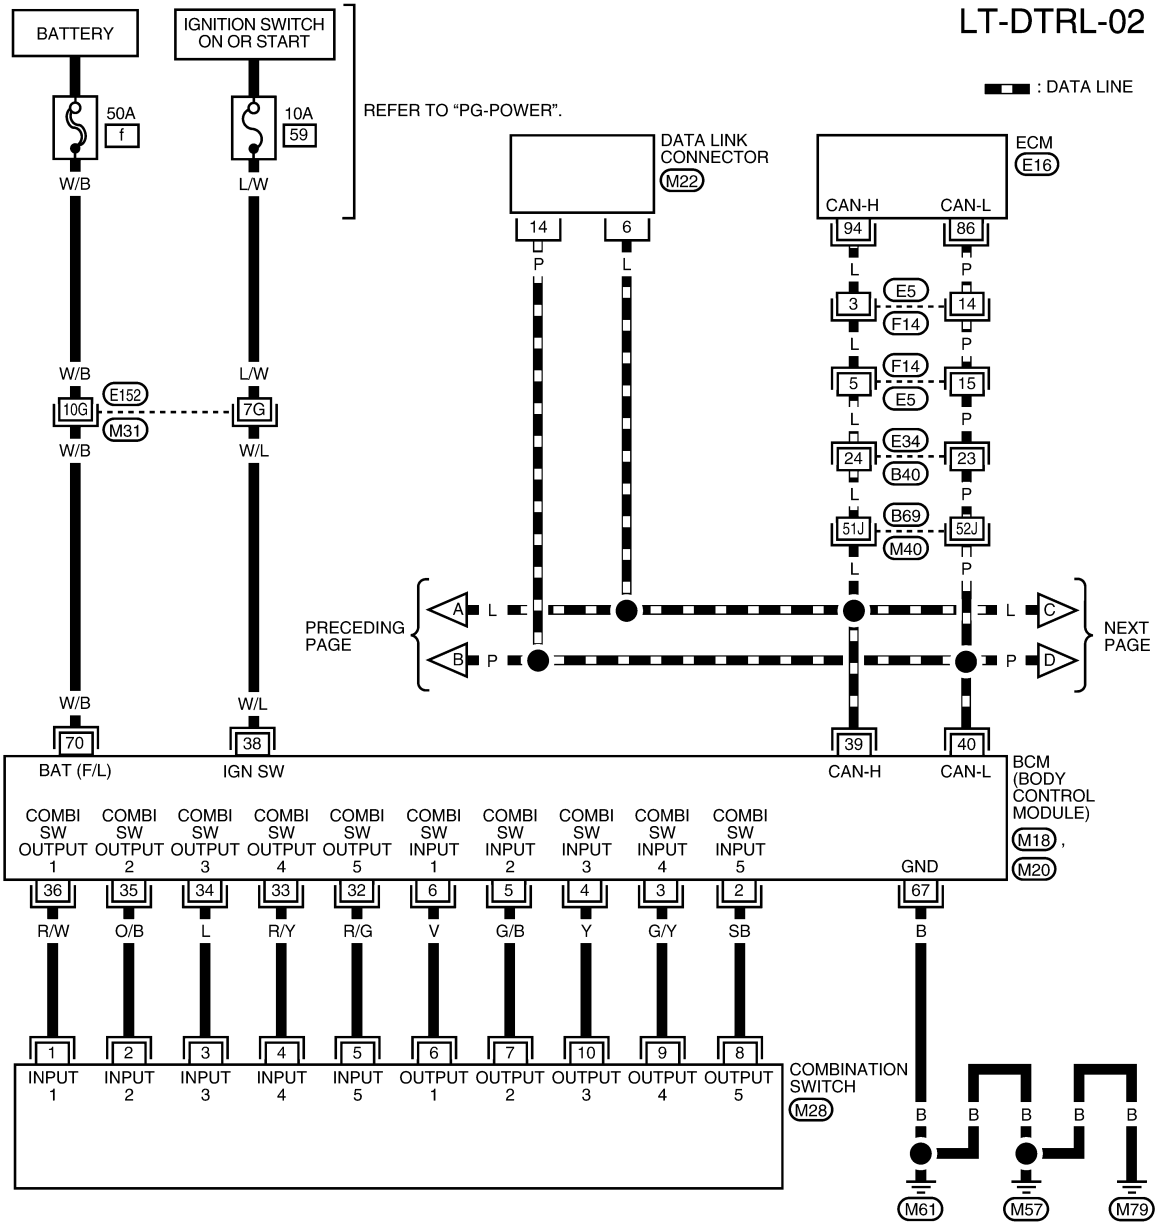 LT-DTRL-02
: DATA LINE
BATTERY
IGNITION SWITCH
ON OR START
50A
f
10A
59
REFER TO “PG-POWER”.
DATA LINK
CONNECTOR
M22
ECM
E16
CAN-H
CAN-L
14
6
94
86
W/B
L/W
P
L
L
P
3
14
E5
F14
L
P
5
15
F14
E5
L
P
24
23
E34
B40
L
P
51J
52J
B69
M40
L
P
W/B
L/W
10G
7G
E152
M31
W/B
W/L
PRECEDING
PAGE
A
L
B
P
L
C
P
D
NEXT
PAGE
W/B
W/L
70
38
39
40
BAT (F/L)
IGN SW
CAN-H
CAN-L
BCM
(BODY
CONTROL
MODULE)
M18 ,
M20
COMBI
SW
OUTPUT
1
COMBI
SW
OUTPUT
2
COMBI
SW
OUTPUT
3
COMBI
SW
OUTPUT
4
COMBI
SW
OUTPUT
5
COMBI
SW
INPUT
1
COMBI
SW
INPUT
2
COMBI
SW
INPUT
3
COMBI
SW
INPUT
4
COMBI
SW
INPUT
5
GND
36
35
34
33
32
6
5
4
3
2
67
R/W
O/B
L
R/Y
R/G
V
G/B
Y
G/Y
SB
B
1
2
3
4
5
6
7
10
9
8
INPUT
1
INPUT
2
INPUT
3
INPUT
4
INPUT
5
OUTPUT
1
OUTPUT
2
OUTPUT
3
OUTPUT
4
OUTPUT
5
COMBINATION
SWITCH
M28
B
B
B
B
B
M61
M57
M79